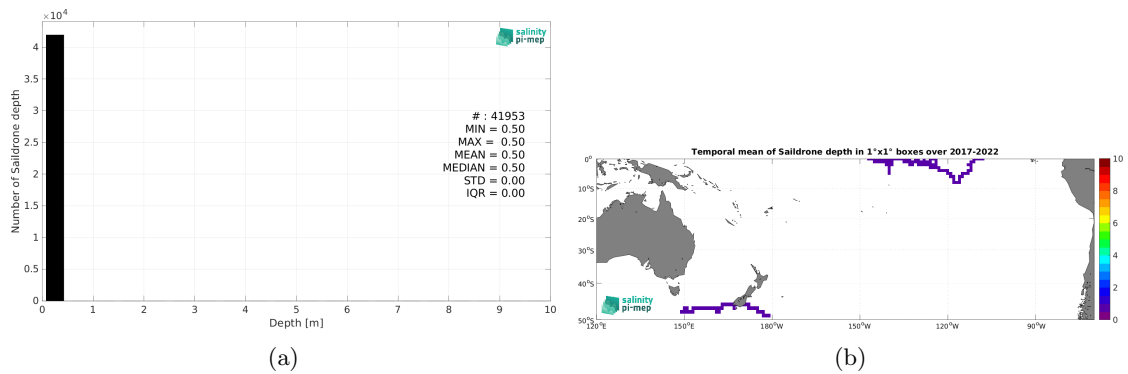 ×10⁴
4
3.5
3
2.5
2
1.5
1
0.5
0
Number of Saildrone depth
0 1 2 3 4 5 6 7 8 9 10
Depth [m]
salinity
pi-mep
# : 41953
MIN = 0.50
MAX = 0.50
MEAN = 0.50
MEDIAN = 0.50
STD = 0.00
IQR = 0.00
(a)
Temporal mean of Saildrone depth in 1°x1° boxes over 2017-2022
0°
10°S
20°S
30°S
40°S
50°S
120°E 150°E 180°W 150°W 120°W 90°W
salinity
pi-mep
10
8
6
4
2
0
(b)